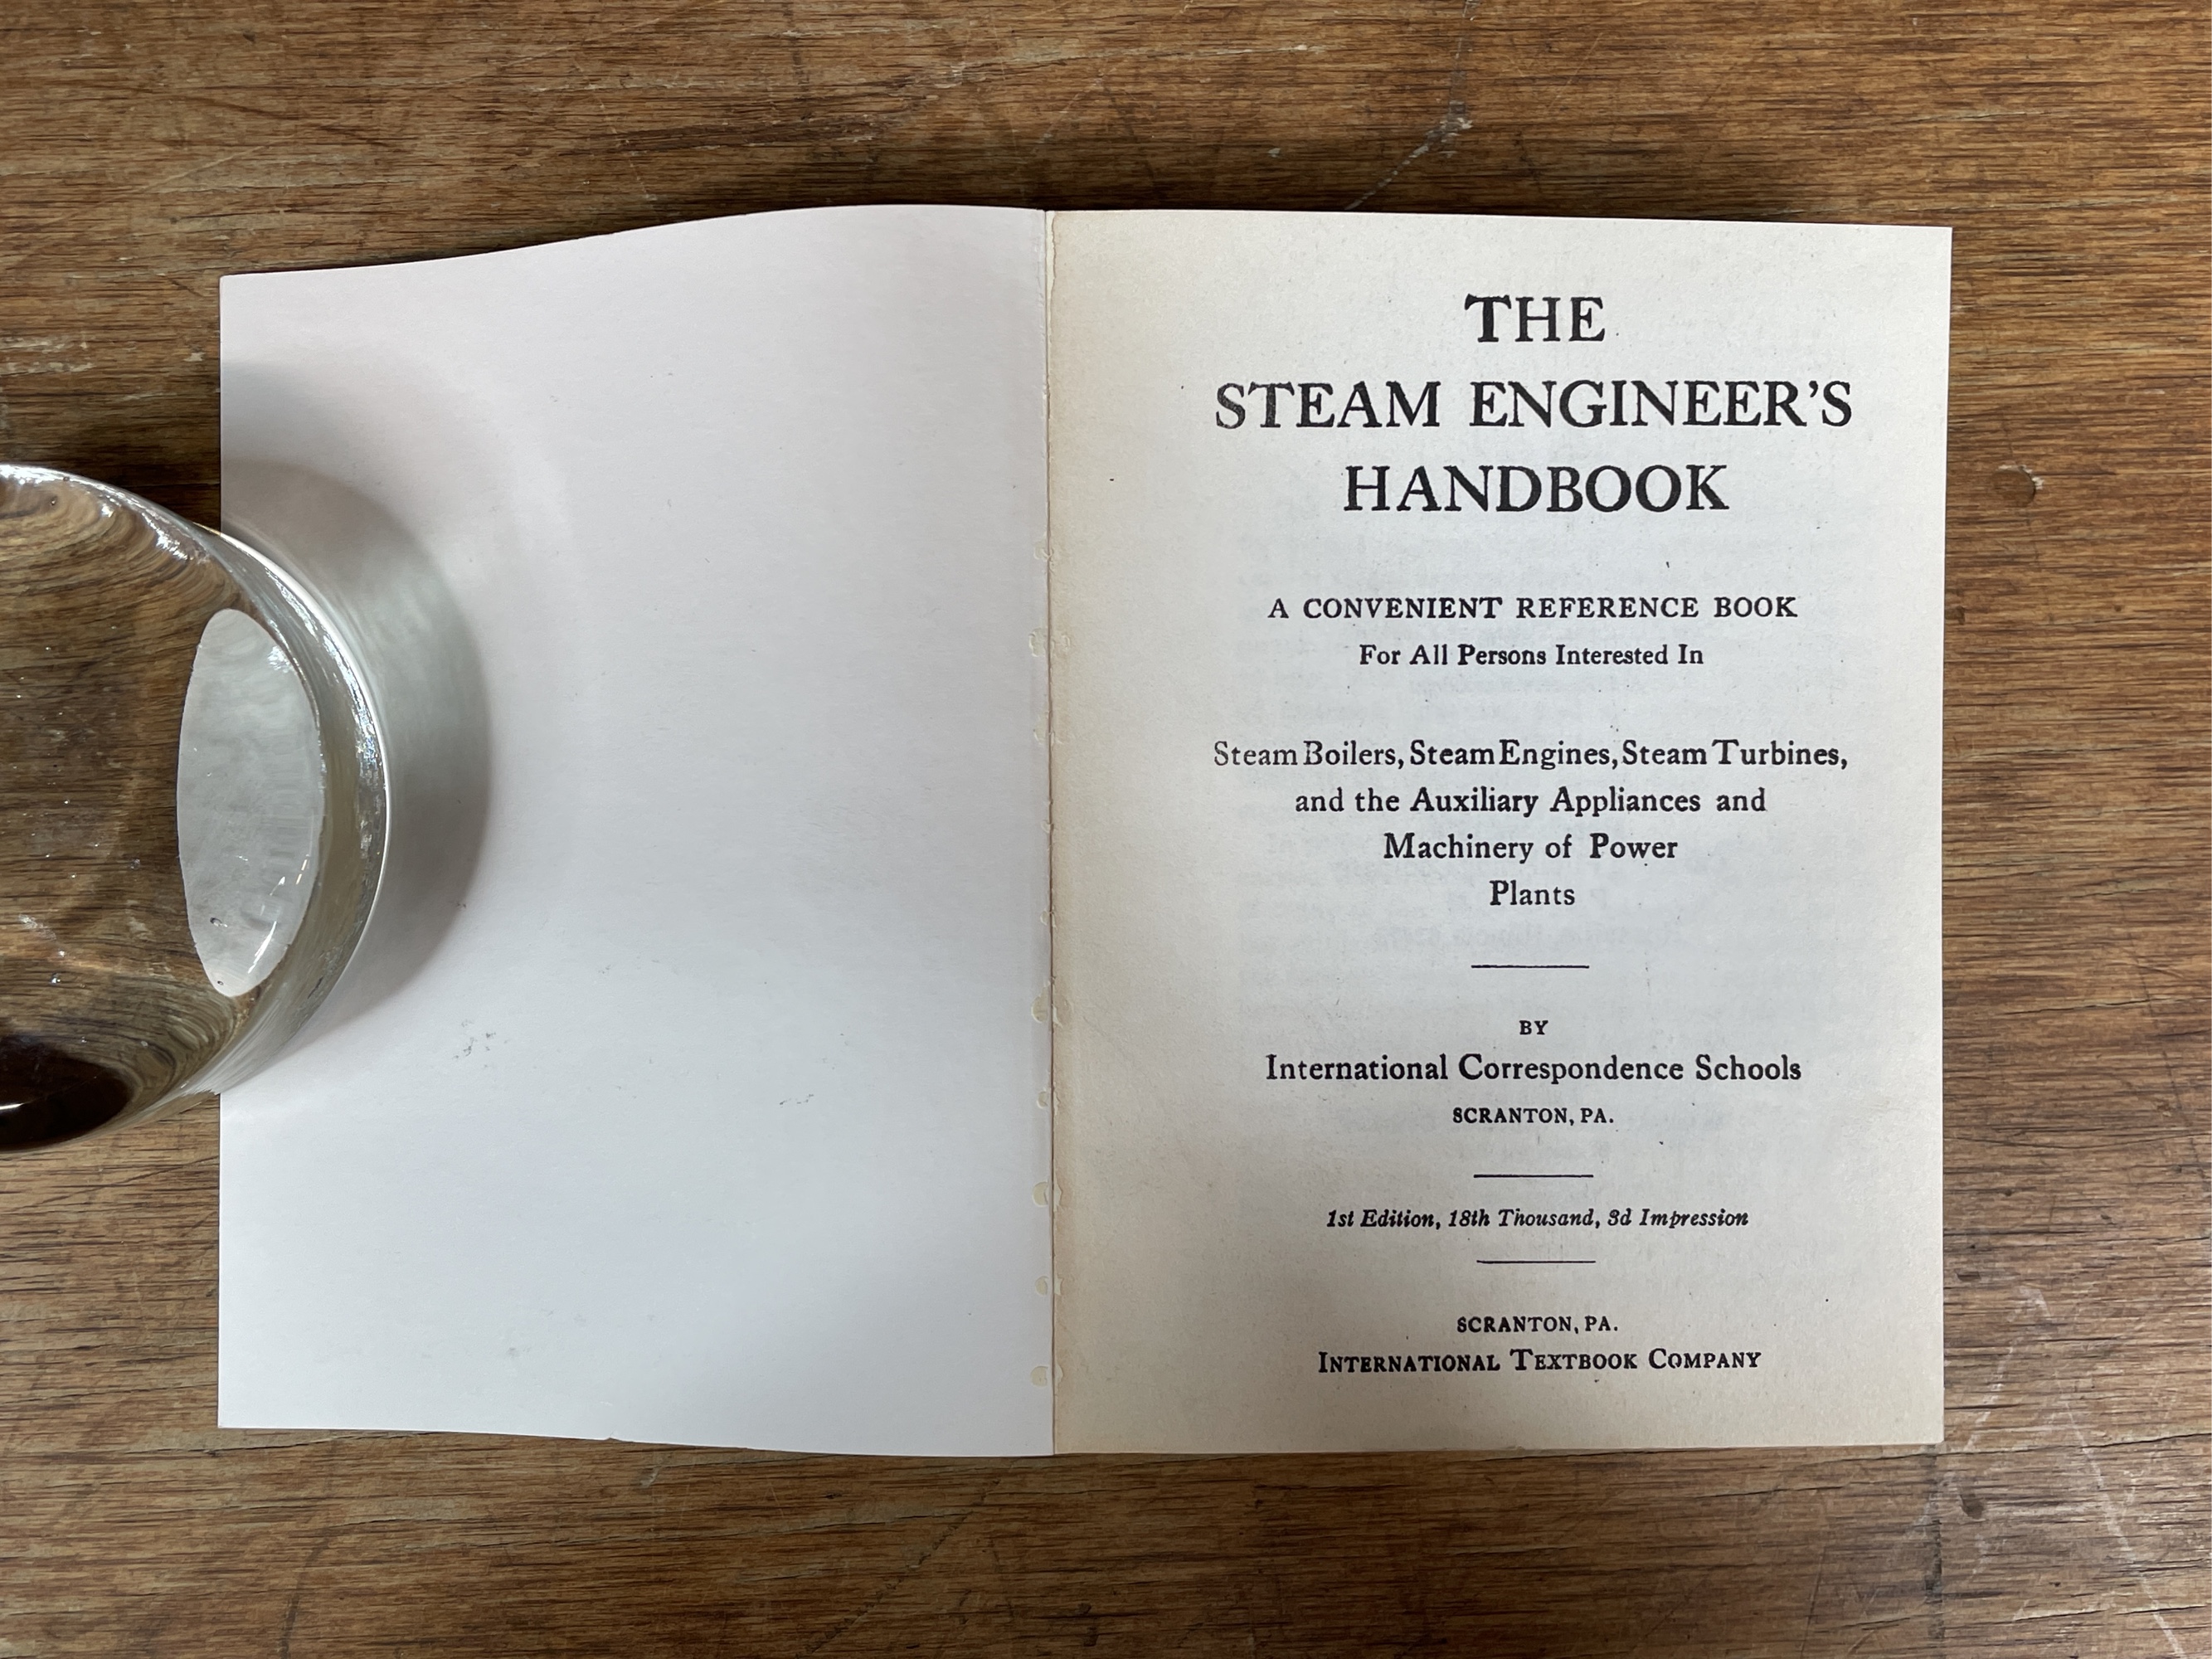 THE
STEAM ENGINEER'S
HANDBOOK
A CONVENIENT REFERENCE BOOK
For All Persons Interested In
Steam Boilers, Steam Engines, Steam Turbines,
and the Auxiliary Appliances and
Machinery of Power
Plants
BY
International Correspondence Schools
SCRANTON, PA.
1st Edition, 18th Thousand, 3d Impression
SCRANTON, PA.
INTERNATIONAL TEXTBOOK COMPANY